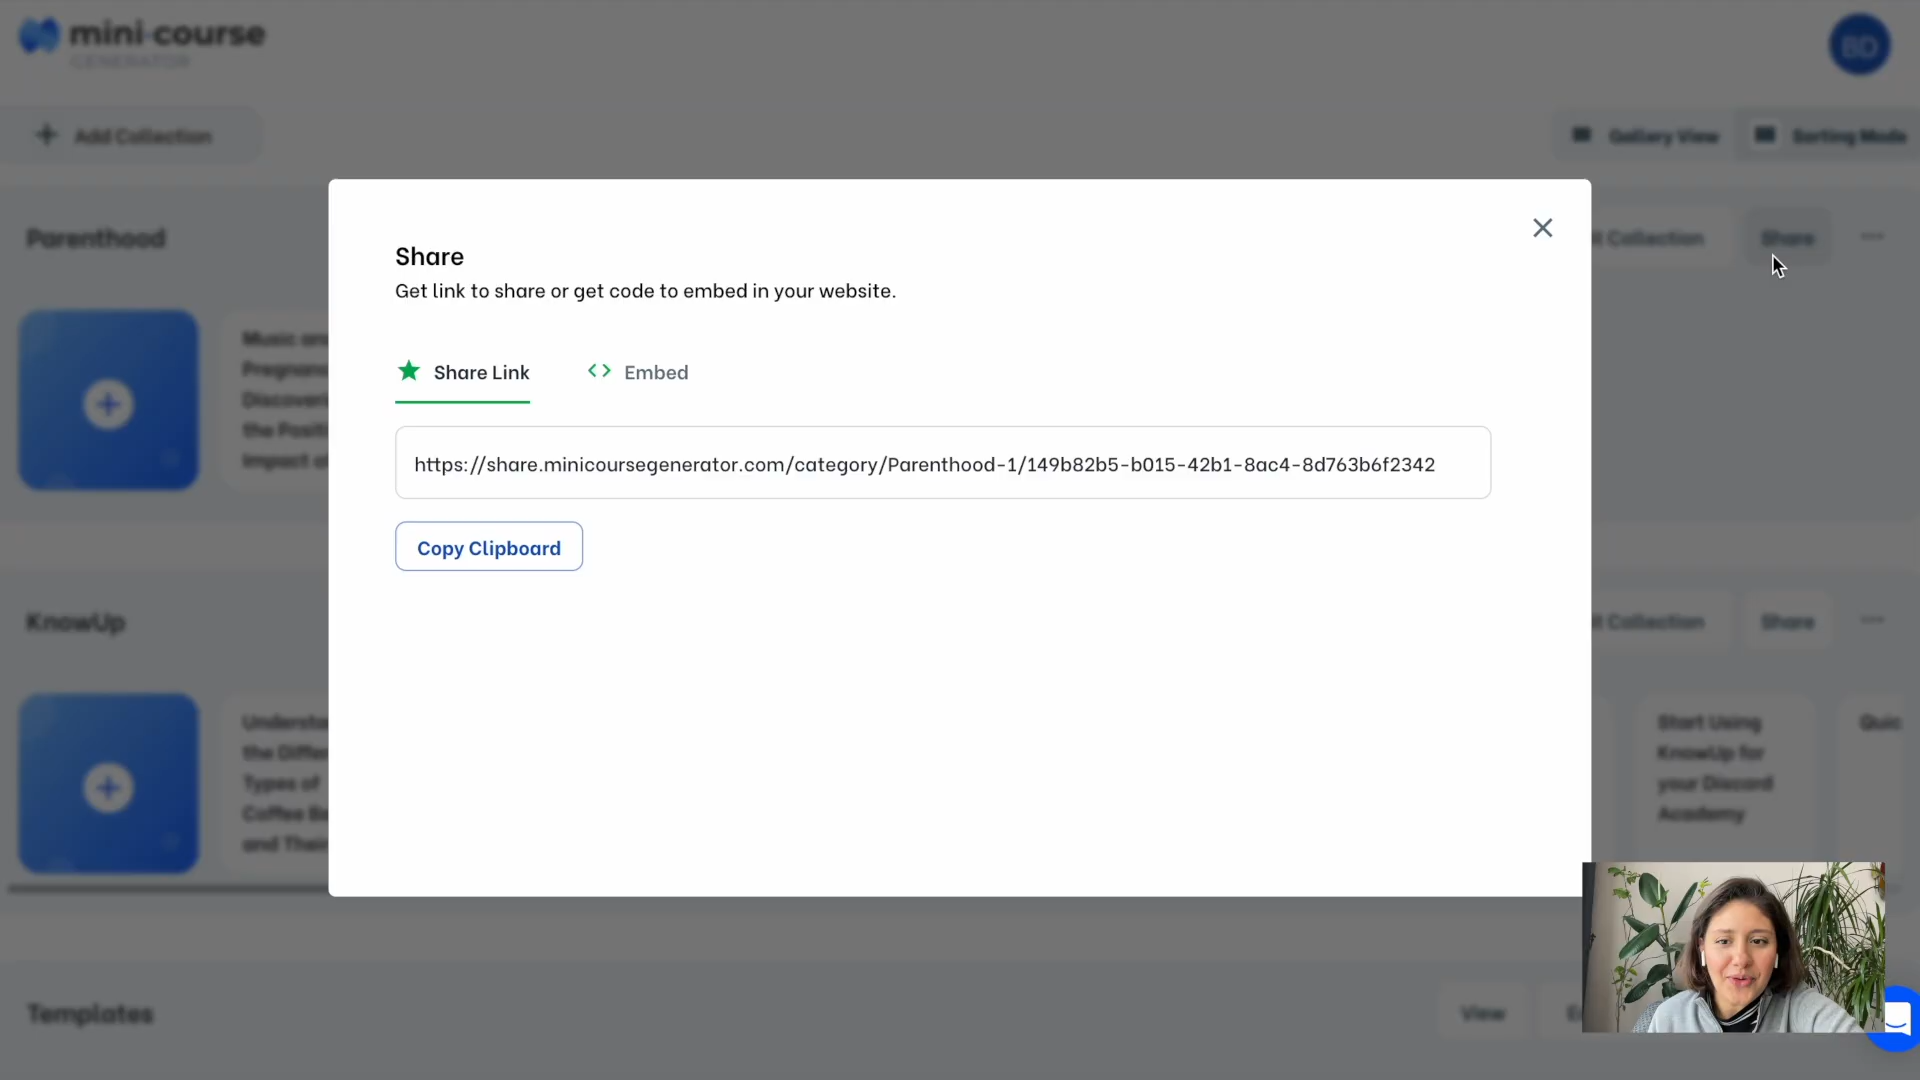 mini-course
GENERATOR
BD
Add Collection
Gallery View
Sorting Mode
Parenthood
Collection
Share
Share
Get link to share or get code to embed in your website.
Share Link
Embed
https://share.minicoursegenerator.com/category/Parenthood-1/149b82b5-b015-42b1-8ac4-8d763b6f2342
Copy Clipboard
Music
Pregnan
Discoveri
the Positi
Impact
KnowUp
Collection
Share
Understa
the Differ
Types of
Coffee Be
and Their
Start Using
KnowUp for
your Discord
Academy
Quic
Templates
View